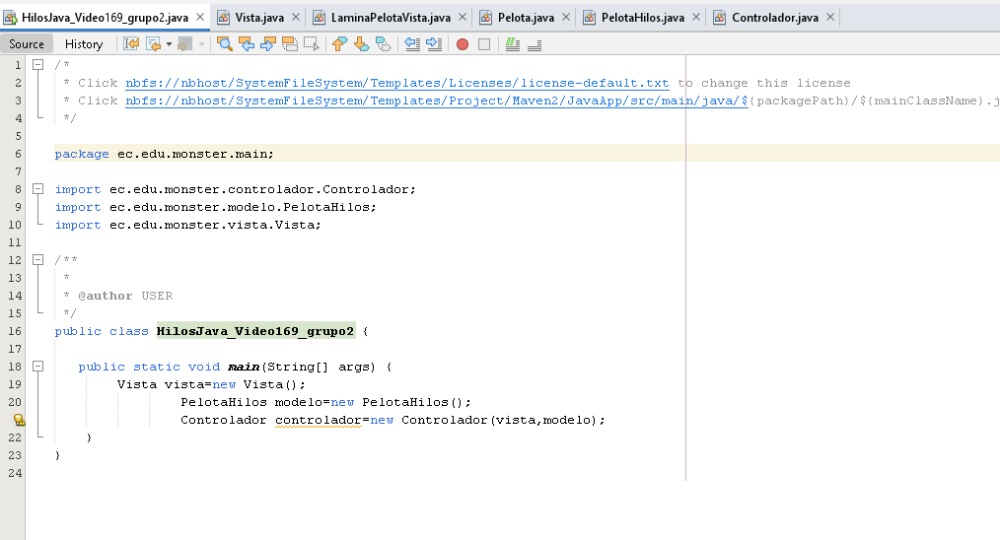 HilosJava_Video169_grupo2.java Vista.java LaminaPelotaVista.java Pelota.java PelotaHilos.java Controlador.java
Source History
1 /*
2 * Click nbfs://nbhost/SystemFileSystem/Templates/Licenses/license-default.txt to change this license
3 * Click nbfs://nbhost/SystemFileSystem/Templates/Project/Maven2/JavaApp/src/main/java/${packagePath}/${mainClassName}.j
4 */
5
6 package ec.edu.monster.main;
7
8 import ec.edu.monster.controlador.Controlador;
9 import ec.edu.monster.modelo.PelotaHilos;
10 import ec.edu.monster.vista.Vista;
11
12 /**
13 *
14 * @author USER
15 */
16 public class HilosJava_Video169_grupo2 {
17
18 public static void main(String[] args) {
19 Vista vista=new Vista();
20 PelotaHilos modelo=new PelotaHilos();
Controlador controlador=new Controlador(vista,modelo);
22 }
23 }
24